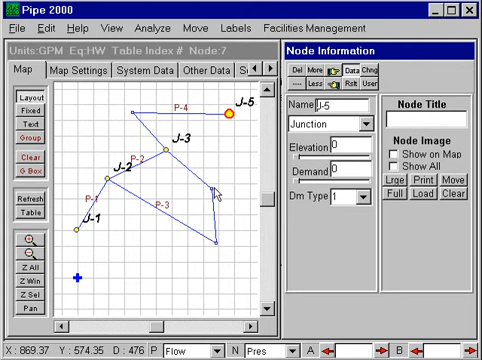 Pipe 2000
File Edit View Analyze Move Labels Facilities Management
Units:GPM Eq:HW Table Index # Node:7
Map Map Settings System Data Other Data
Layout
Fixed
Text
Group
Clear
G Box
Refresh
Table
Z All
Z Win
Z Sel
Pan
P-4
J-5
J-3
P-2
J-2
P-1
P-3
J-1
Node Information
Del More Data Chng
---- Less Rslt User
Name J-5
Junction
Elevation 0
Demand 0
Dm Type 1
Node Title
Node Image
Show on Map
Show All
Lrge Print Move
Full Load Clear
X : 869.37 Y : 574.35 D : 476 P Flow N Pres A B